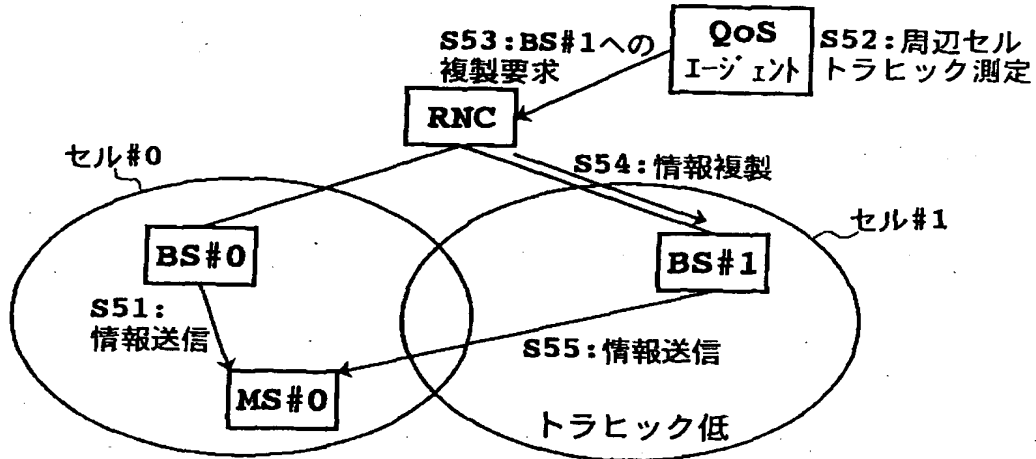 S53:BS#1への
複製要求
QoS
エージェント
S52:周辺セル
トラヒック測定
RNC
セル#0
S54:情報複製
セル#1
BS#0
BS#1
S51:
情報送信
S55:情報送信
MS#0
トラヒック低